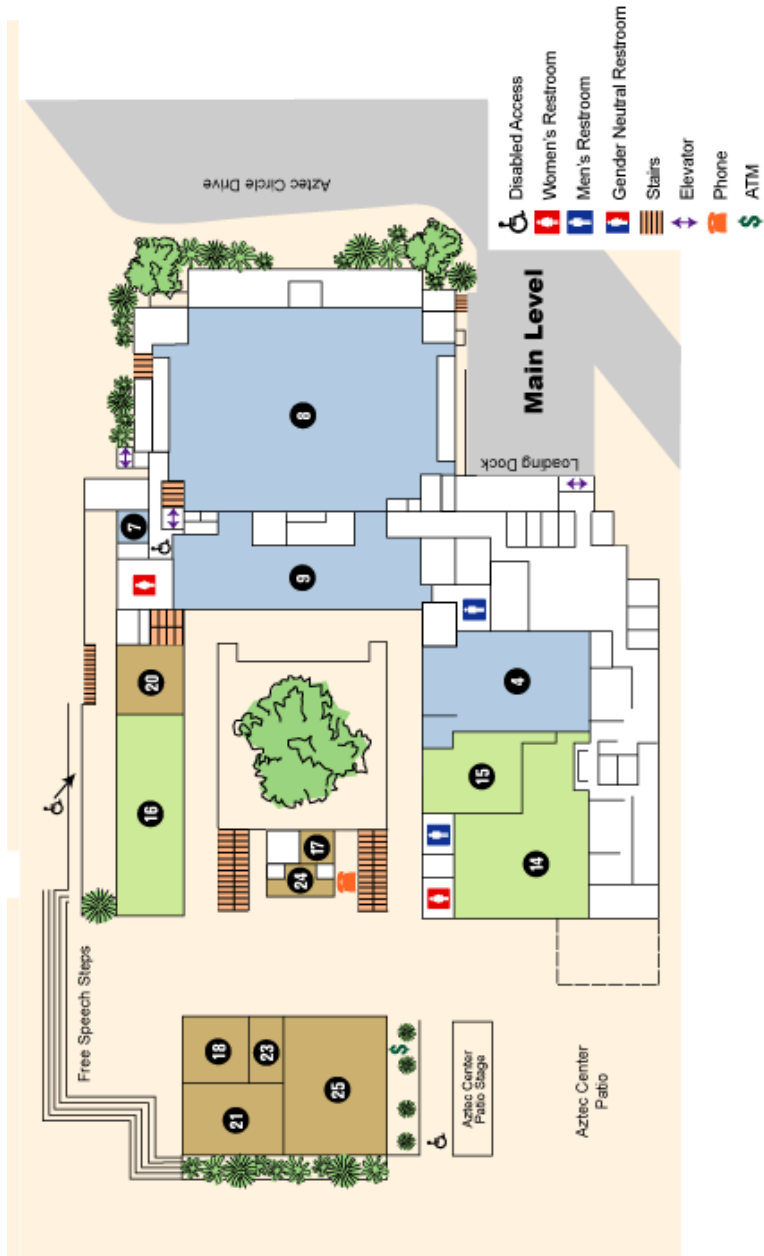 Aztec Circle Drive
Disabled Access
Women's Restroom
Men's Restroom
Gender Neutral Restroom
Stairs
Elevator
Phone
$ ATM
Main Level
Loading Dock
8
7
9
20
16
4
15
14
17
24
Free Speech Steps
18
23
21
25
$
Aztec Center
Patio Stage
Aztec Center
Patio